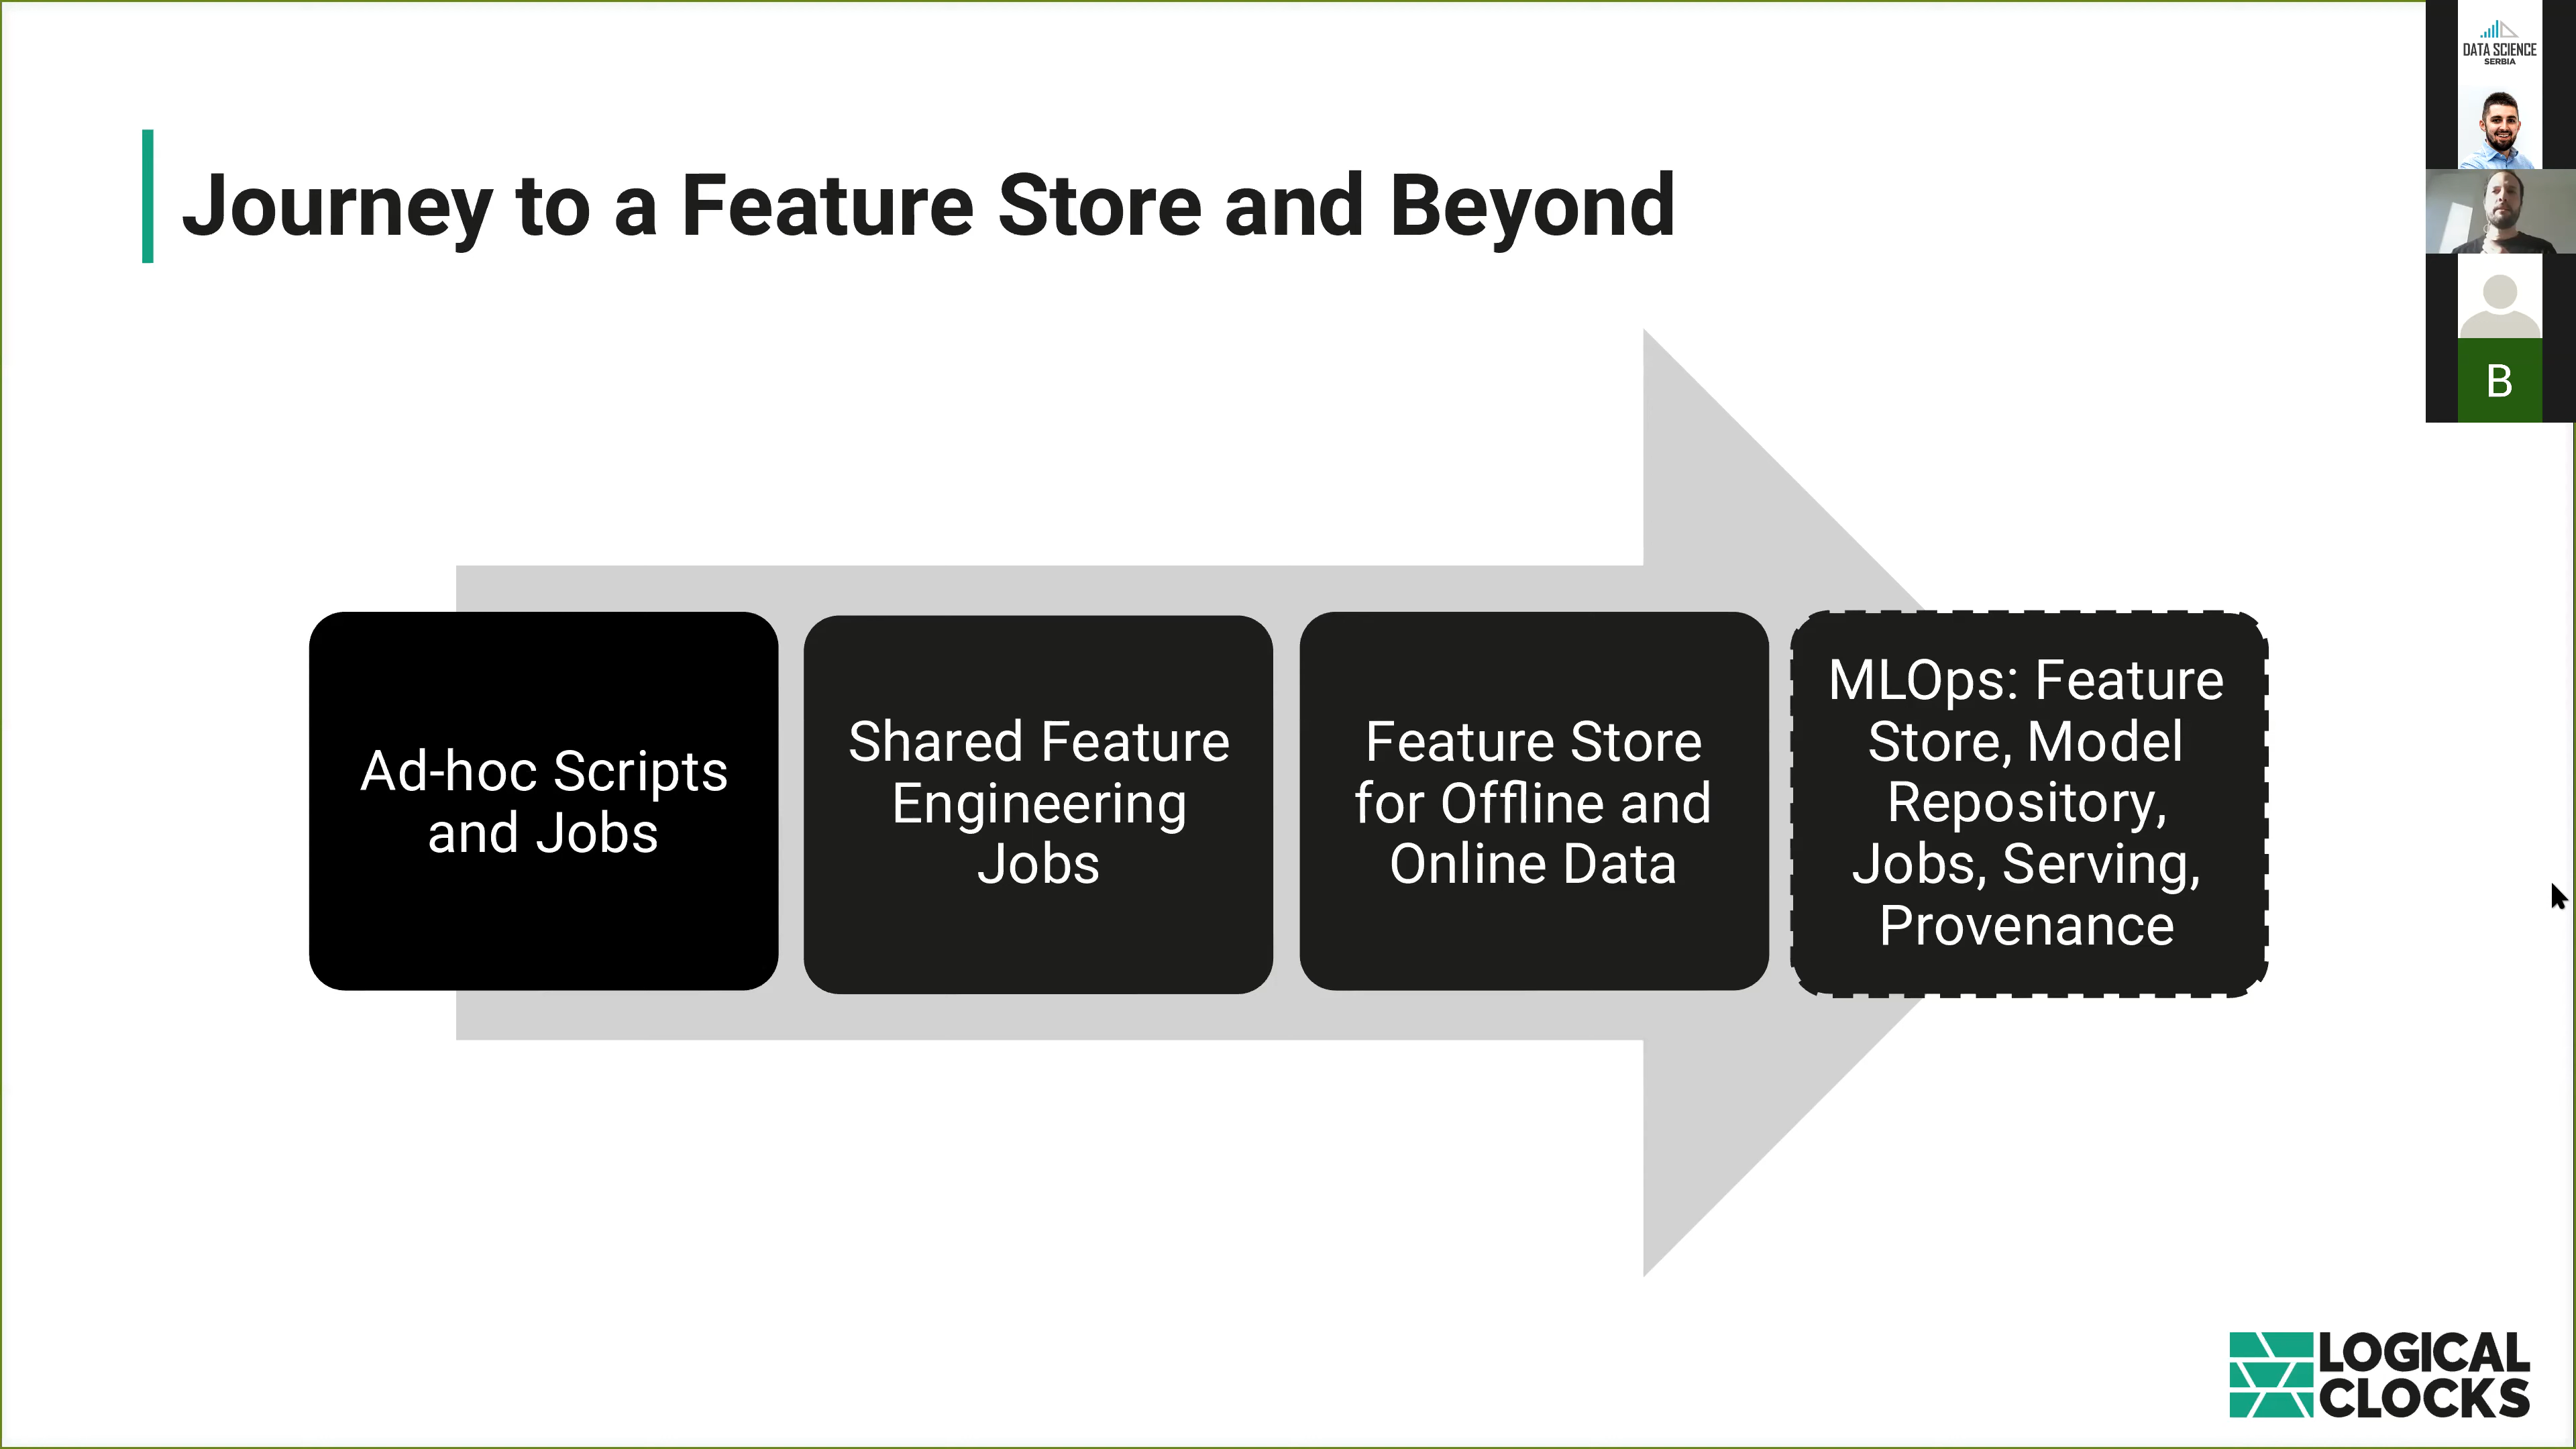 Journey to a Feature Store and Beyond
Ad-hoc Scripts
and Jobs
Shared Feature
Engineering
Jobs
Feature Store
for Offline and
Online Data
MLOps: Feature
Store, Model
Repository,
Jobs, Serving,
Provenance
DATA SCIENCE
SERBIA
B
LOGICAL
CLOCKS